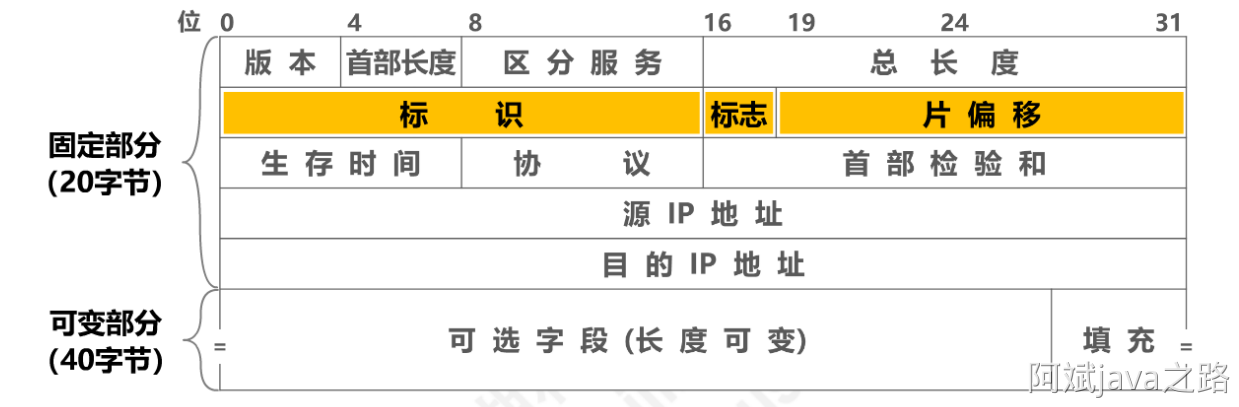 位 0 4 8 16 19 24 31
版 本 首部长度 区 分 服 务 总 长 度
标 识 标志 片 偏 移
固定部分
(20字节)
生 存 时 间 协 议 首 部 检 验 和
源 IP 地 址
目 的 IP 地 址
可变部分
(40字节)
= 可 选 字 段 (长 度 可 变) 填 充 =
阿斌java之路